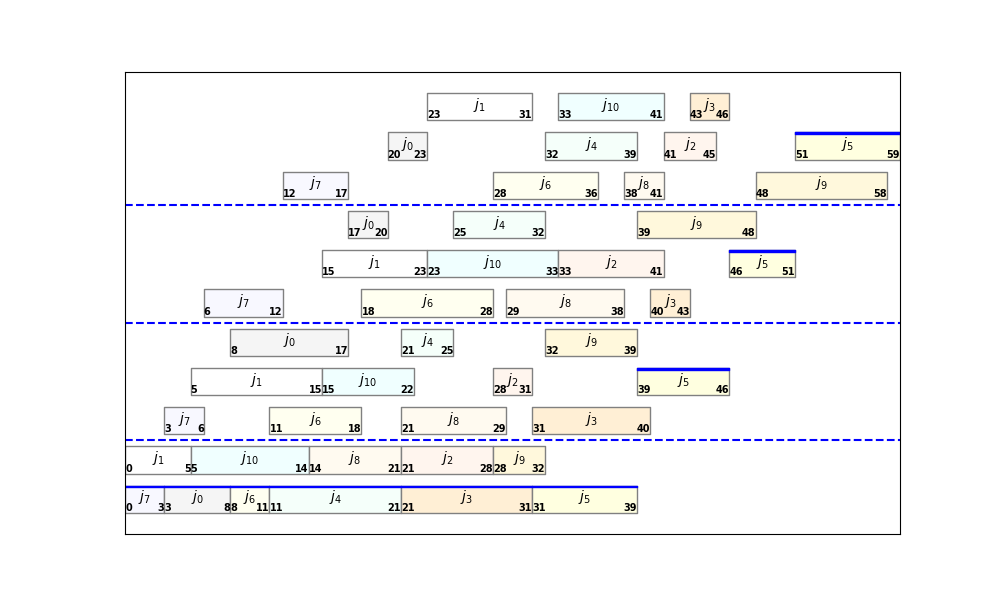 j1 23 31 j10 33 41 j3 43 46
j0 20 23 j4 32 39 j2 41 45 j5 51 59
j7 12 17 j6 28 36 j8 38 41 j9 48 58
j0 17 20 j4 25 32 j9 39 48
j1 15 23 j10 23 33 j2 33 41 j5 46 51
j7 6 12 j6 18 28 j8 29 38 j3 40 43
j0 8 17 j4 21 25 j9 32 39
j1 5 15 j10 15 22 j2 28 31 j5 39 46
j7 3 6 j6 11 18 j8 21 29 j3 31 40
j1 0 5 j10 5 14 j8 14 21 j2 21 28 j9 28 32
j7 0 3 j0 3 8 j6 8 11 j4 11 21 j3 21 31 j5 31 39